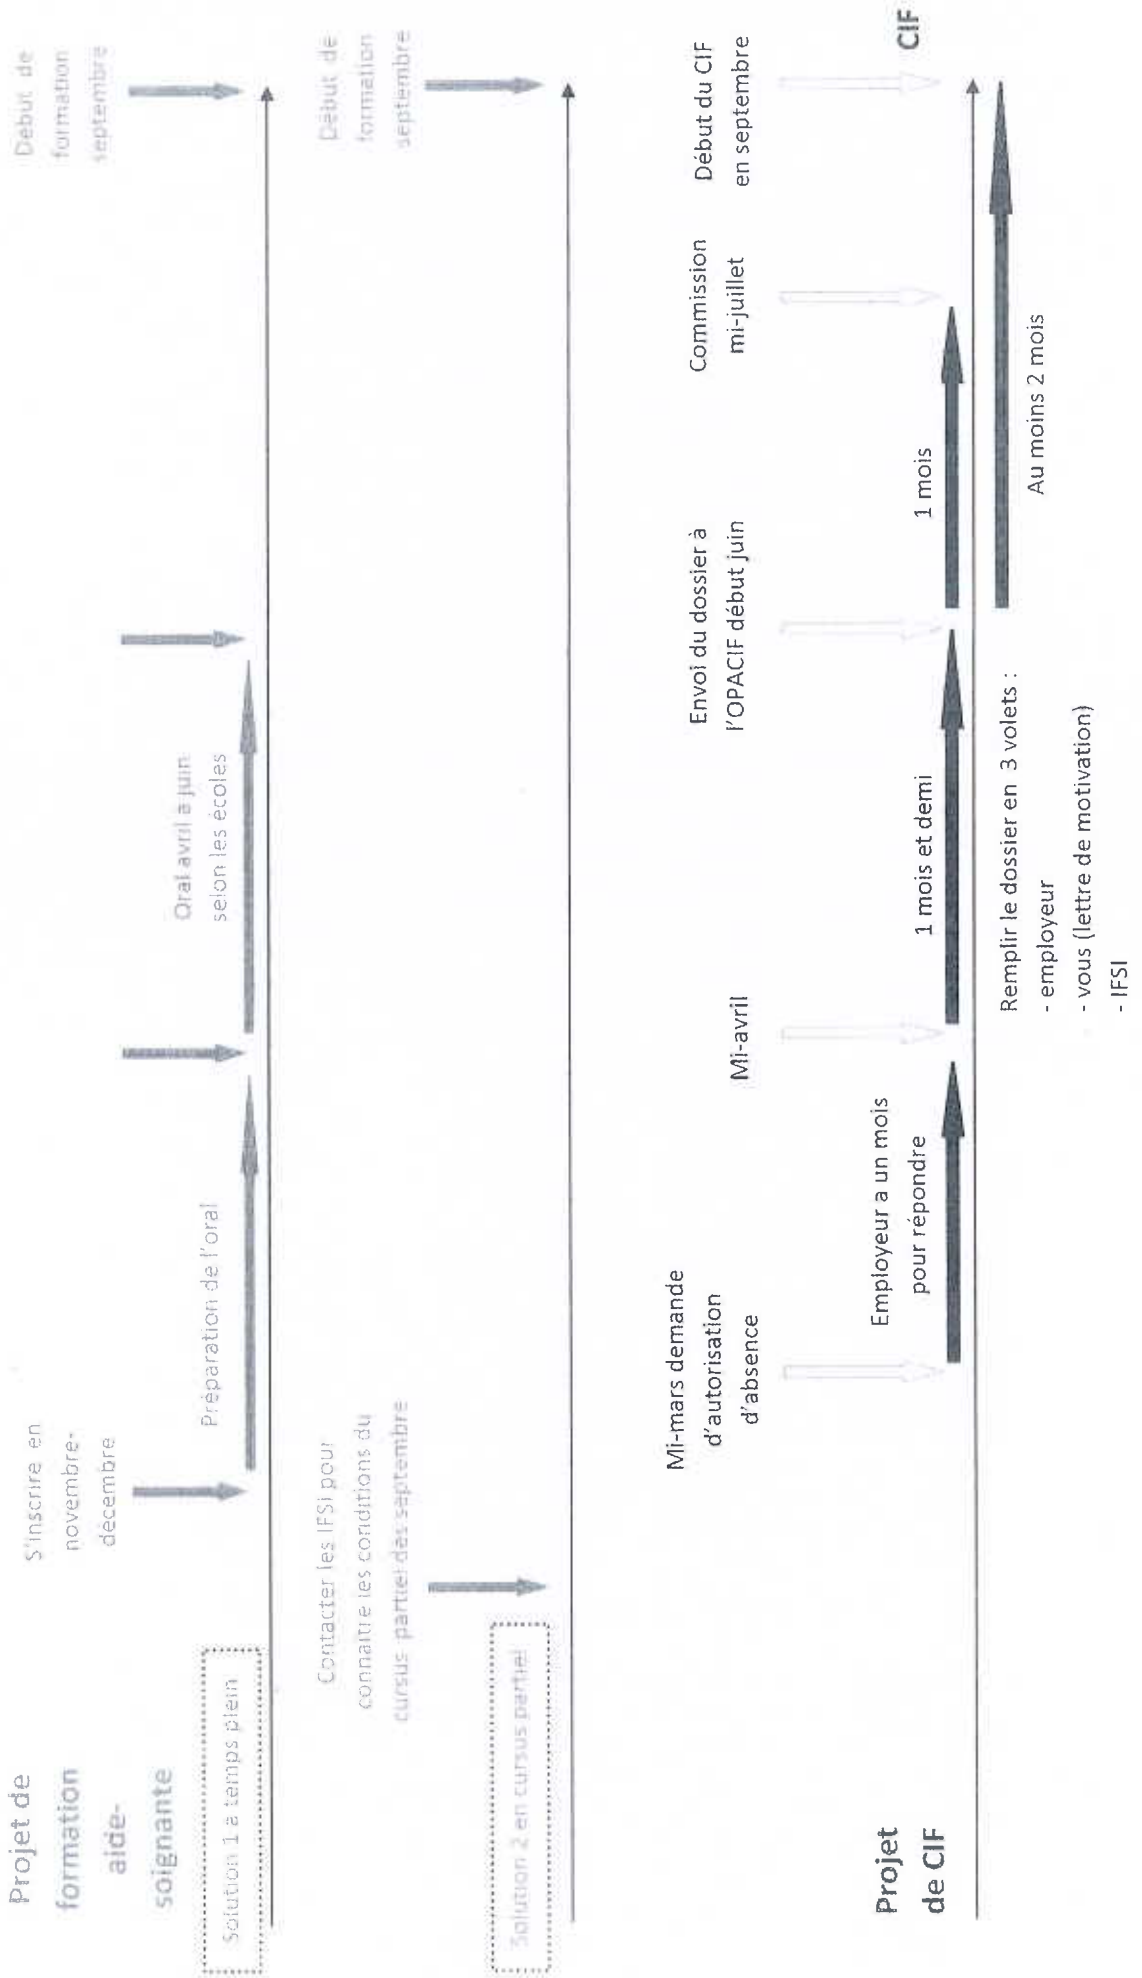 Projet de
formation
aide-
soignante
S'inscrire en
novembre-
décembre
Début de
formation
septembre
Solution 1 à temps plein
Préparation de l'oral
Oral avril à juin
selon les écoles
Contacter les IFSI pour
connaitre les conditions du
cursus partiel dès septembre
Début de
formation
septembre
Solution 2 en cursus partiel
Mi-mars demande
d'autorisation
d'absence
Mi-avril
Envoi du dossier à
l'OPACIF début juin
Commission
mi-juillet
Début du CIF
en septembre
Projet
de CIF
Employeur a un mois
pour répondre
1 mois et demi
1 mois
CIF
Remplir le dossier en 3 volets :
- employeur
- vous (lettre de motivation)
- IFSI
Au moins 2 mois